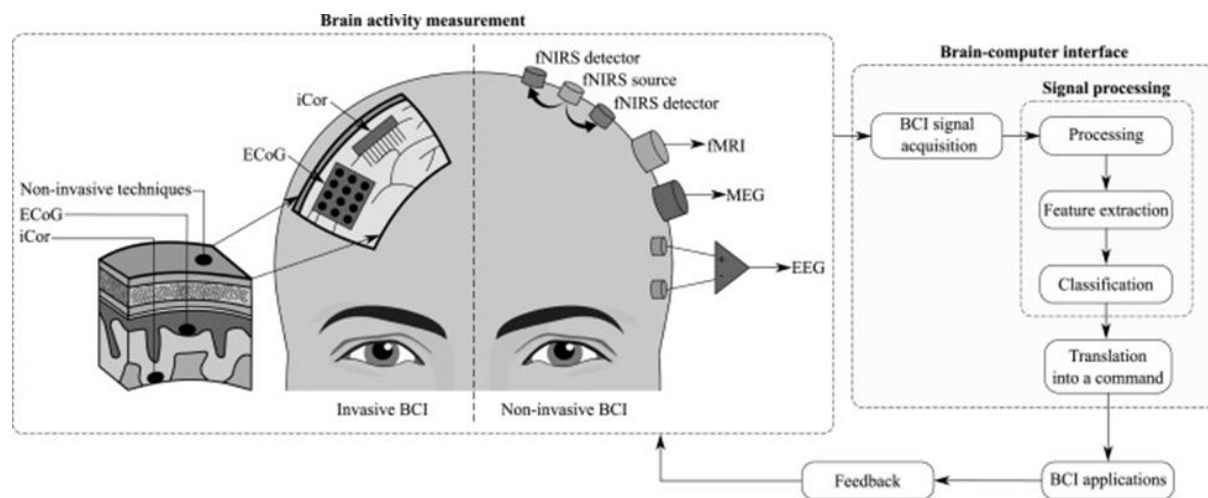 Brain activity measurement
fNIRS detector
fNIRS source
fNIRS detector
iCor
ECoG
fMRI
MEG
Non-invasive techniques
ECoG
iCor
+
-
EEG
Invasive BCI
Non-invasive BCI
Brain-computer interface
Signal processing
BCI signal
acquisition
Processing
Feature extraction
Classification
Translation
into a command
BCI applications
Feedback